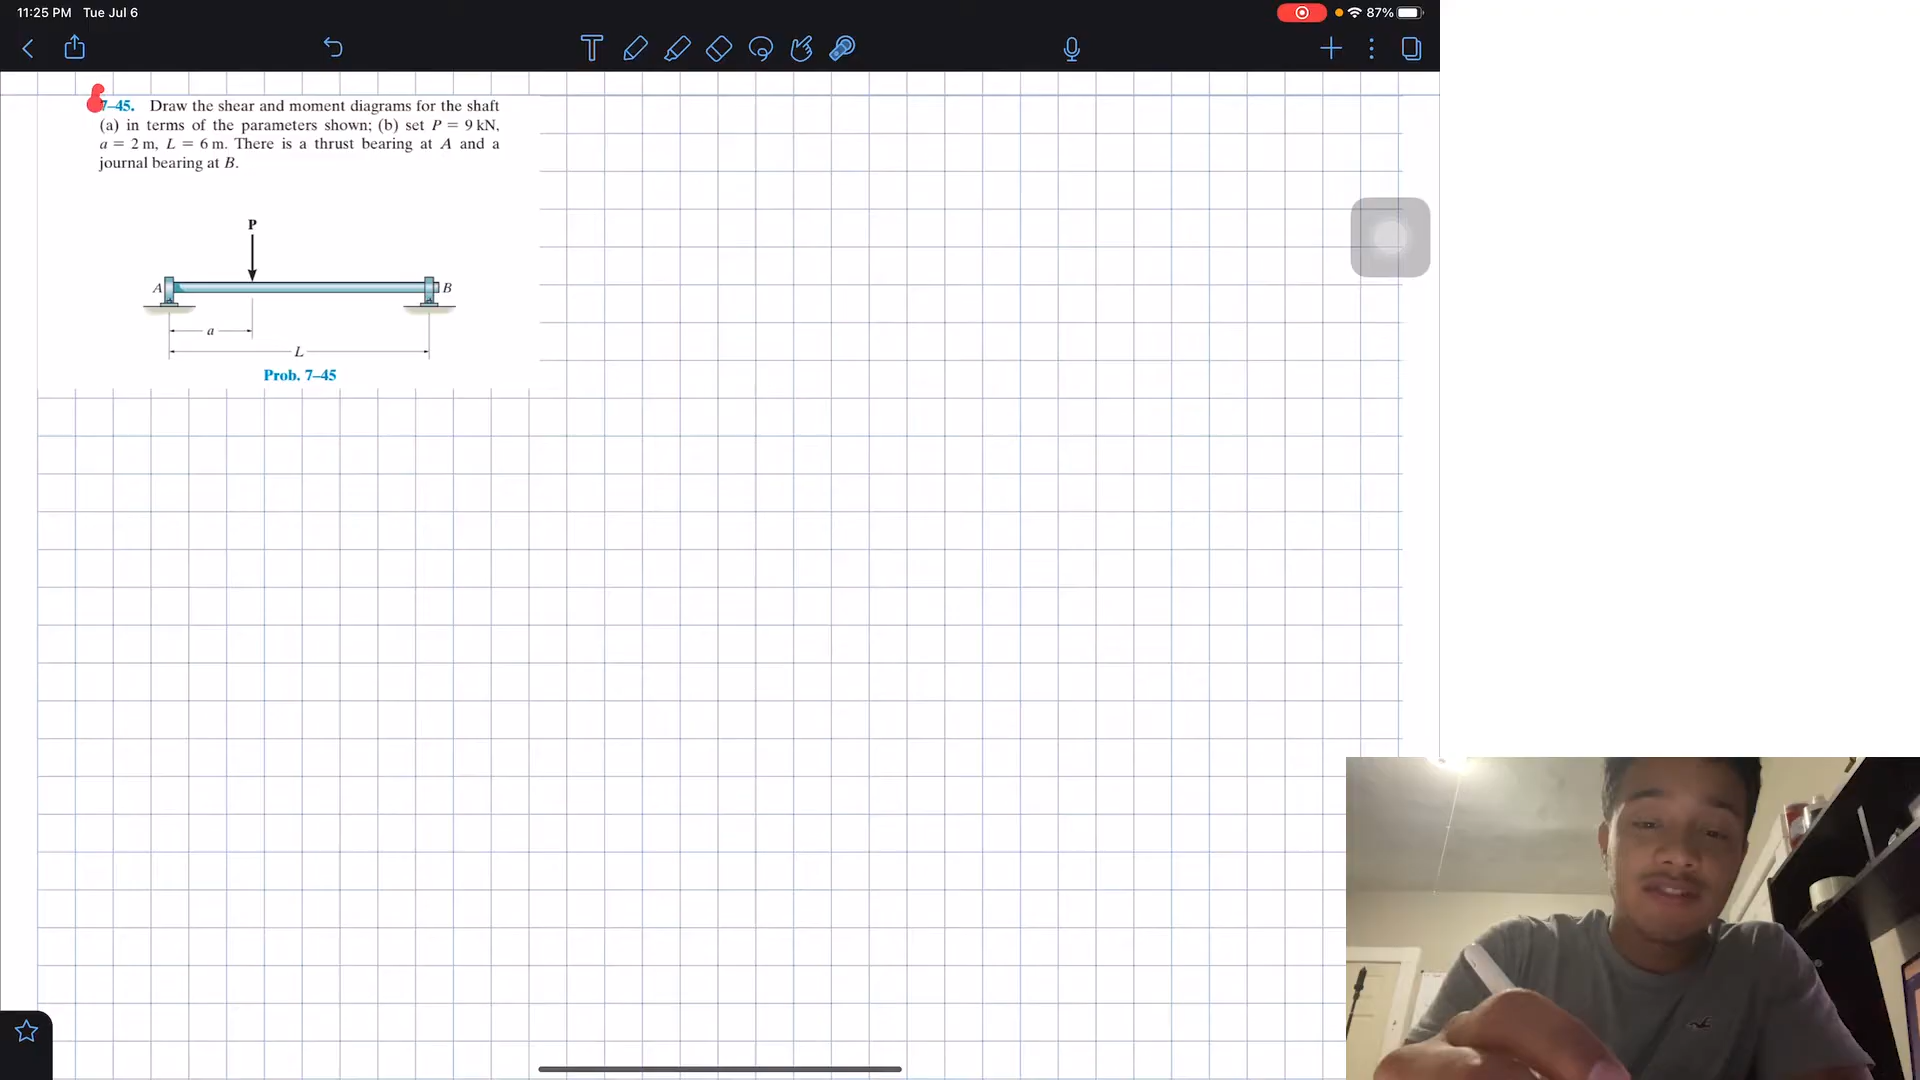 11:25 PM Tue Jul 6
87%
7–45. Draw the shear and moment diagrams for the shaft
(a) in terms of the parameters shown; (b) set P = 9 kN,
a = 2 m, L = 6 m. There is a thrust bearing at A and a
journal bearing at B.
P
A
B
a
L
Prob. 7–45